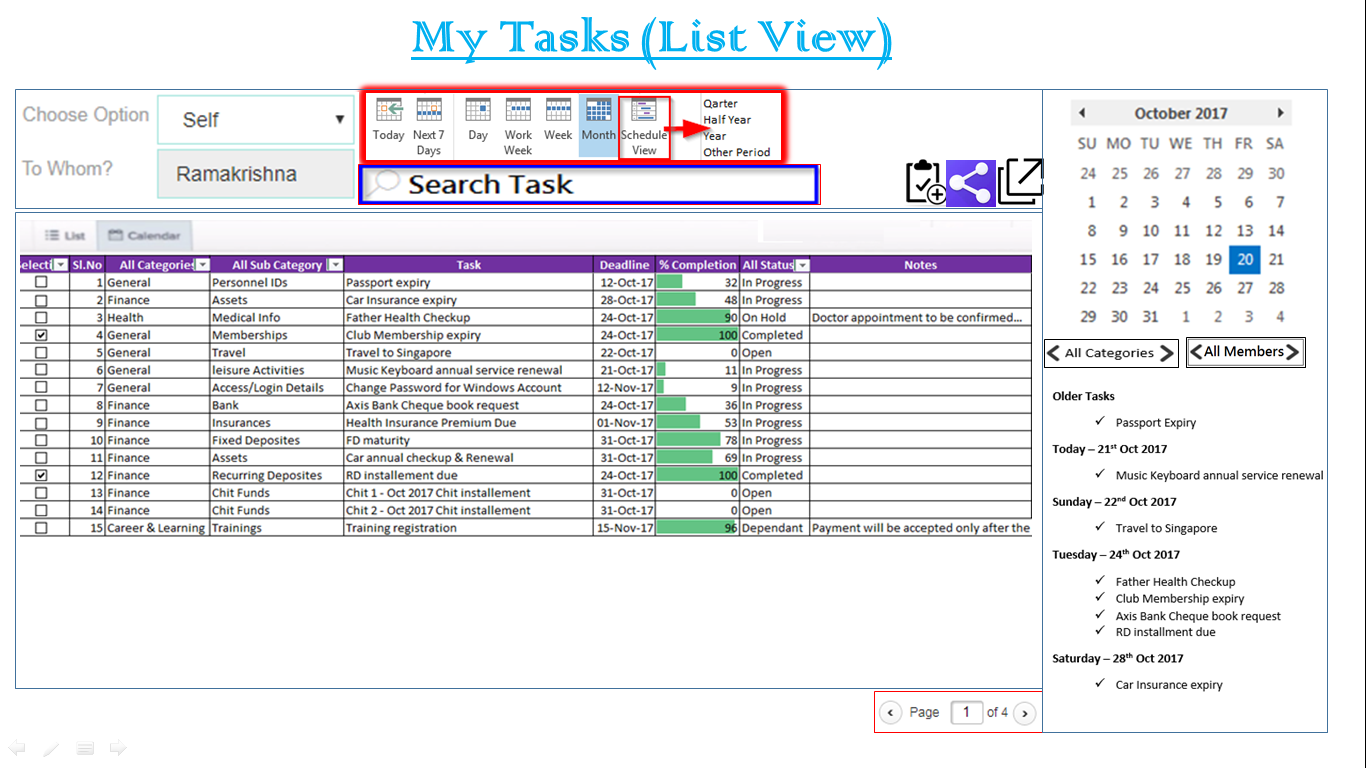 My Tasks (List View)
Choose Option
Self
To Whom?
Ramakrishna
Today
Next 7 Days
Day
Work Week
Week
Month
Schedule View
Qarter
Half Year
Year
Other Period
Search Task
List
Calendar
electi Sl.No All Categories All Sub Category Task Deadline % Completion All Status Notes
1 General Personnel IDs Passport expiry 12-Oct-17 32 In Progress
2 Finance Assets Car Insurance expiry 28-Oct-17 48 In Progress
3 Health Medical Info Father Health Checkup 24-Oct-17 90 On Hold Doctor appointment to be confirmed...
4 General Memberships Club Membership expiry 24-Oct-17 100 Completed
5 General Travel Travel to Singapore 22-Oct-17 0 Open
6 General leisure Activities Music Keyboard annual service renewal 21-Oct-17 11 In Progress
7 General Access/Login Details Change Password for Windows Account 12-Nov-17 9 In Progress
8 Finance Bank Axis Bank Cheque book request 24-Oct-17 36 In Progress
9 Finance Insurances Health Insurance Premium Due 01-Nov-17 53 In Progress
10 Finance Fixed Deposites FD maturity 31-Oct-17 78 In Progress
11 Finance Assets Car annual checkup & Renewal 31-Oct-17 69 In Progress
12 Finance Recurring Deposites RD installement due 24-Oct-17 100 Completed
13 Finance Chit Funds Chit 1 - Oct 2017 Chit installement 31-Oct-17 0 Open
14 Finance Chit Funds Chit 2 - Oct 2017 Chit installement 31-Oct-17 0 Open
15 Career & Learning Trainings Training registration 15-Nov-17 96 Dependant Payment will be accepted only after the
Page 1 of 4
October 2017
SU MO TU WE TH FR SA
24 25 26 27 28 29 30
1 2 3 4 5 6 7
8 9 10 11 12 13 14
15 16 17 18 19 20 21
22 23 24 25 26 27 28
29 30 31 1 2 3 4
All Categories
All Members
Older Tasks
✓ Passport Expiry
Today – 21st Oct 2017
✓ Music Keyboard annual service renewal
Sunday – 22nd Oct 2017
✓ Travel to Singapore
Tuesday – 24th Oct 2017
✓ Father Health Checkup
✓ Club Membership expiry
✓ Axis Bank Cheque book request
✓ RD installment due
Saturday – 28th Oct 2017
✓ Car Insurance expiry